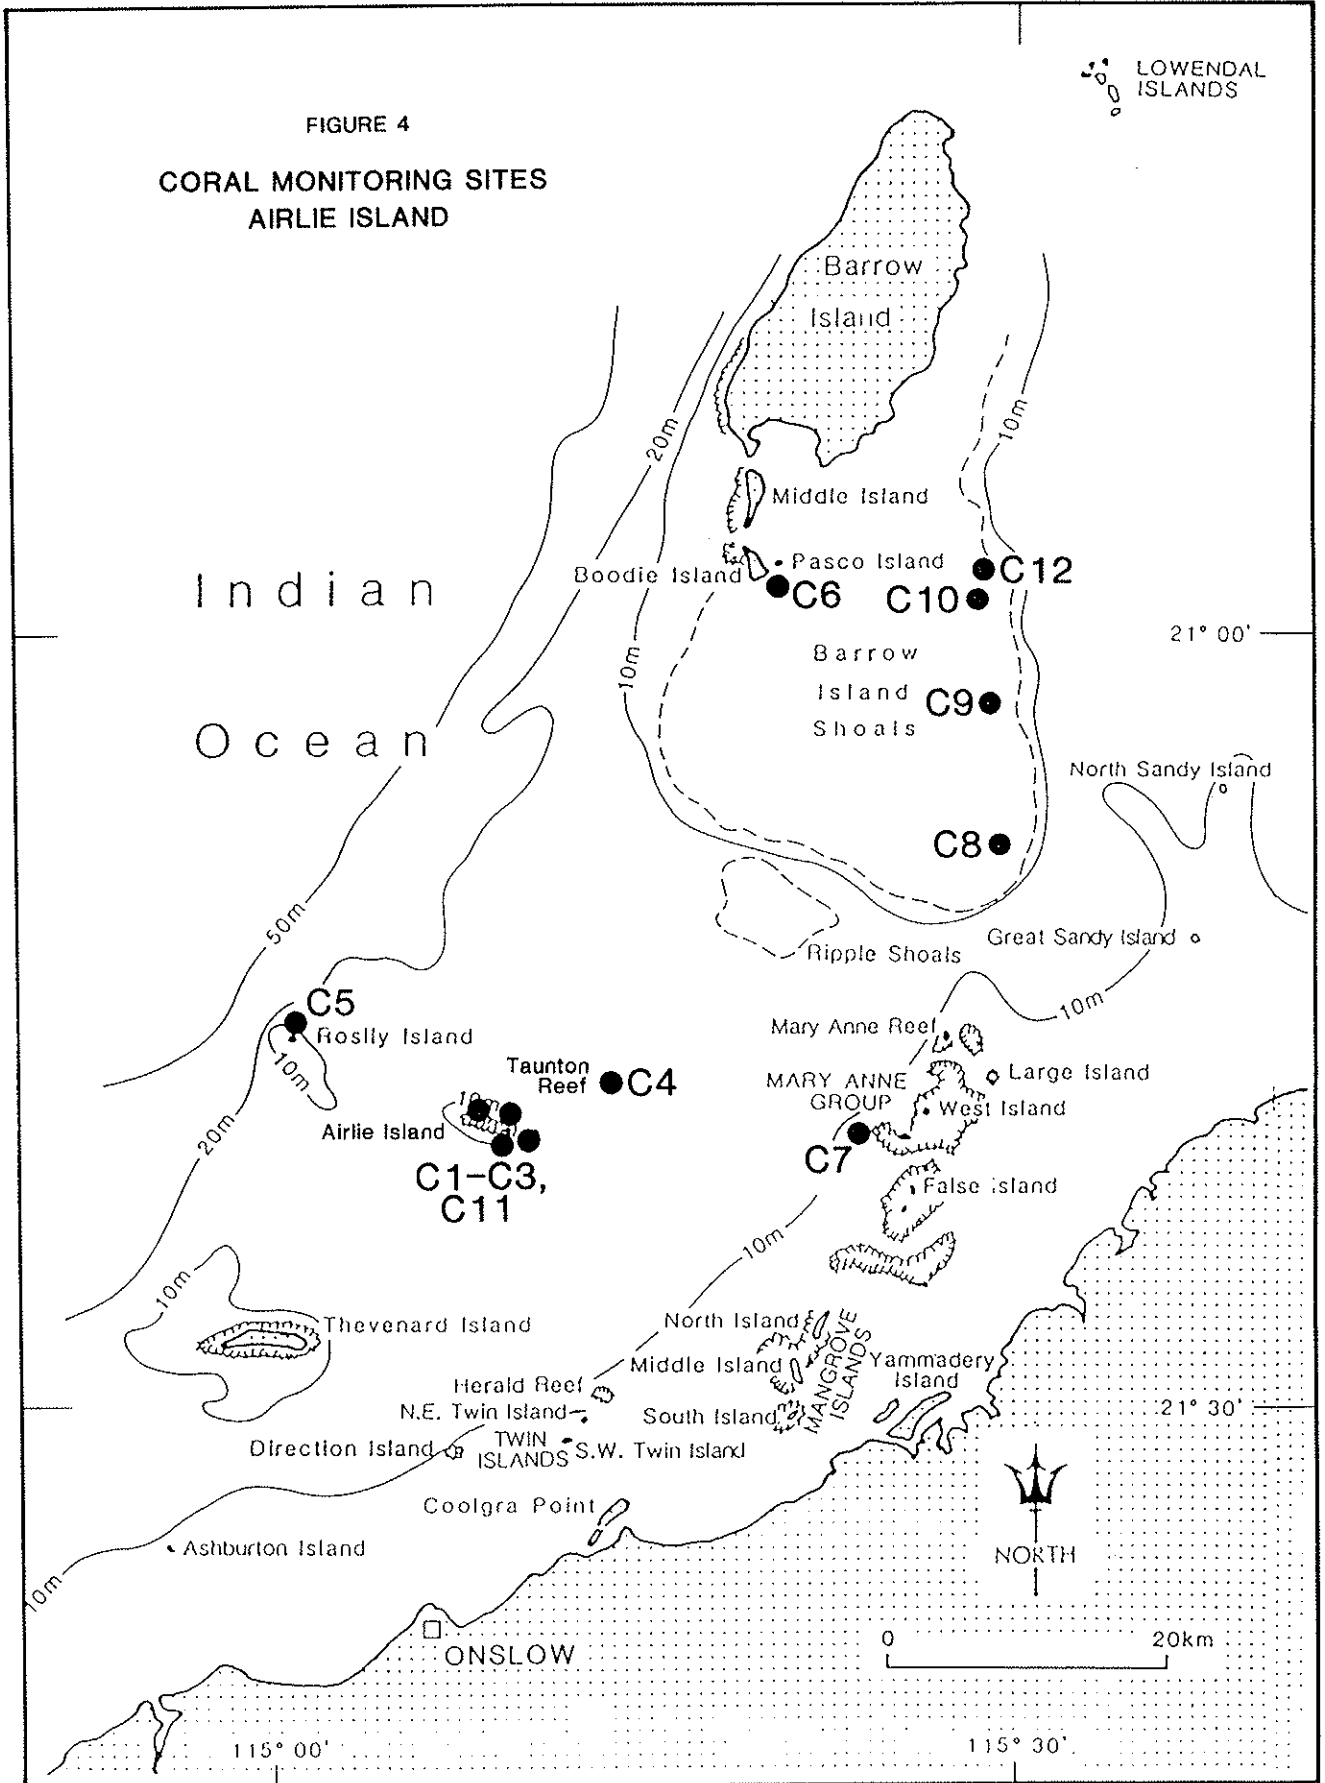 LOWENDAL
ISLANDS
FIGURE 4
CORAL MONITORING SITES
AIRLIE ISLAND
Barrow
Island
20m
10m
Middle Island
Pasco Island
Boodie Island
C6
C12
C10
Indian
Ocean
21° 00'
10m
Barrow
Island
Shoals
C9
North Sandy Island
C8
50m
Ripple Shoals
Great Sandy Island
10m
C5
Roslly Island
10m
Mary Anne Reef
Taunton
Reef
C4
MARY ANNE
GROUP
Large Island
West Island
10m
Airlie Island
20m
C1-C3,
C11
C7
False Island
10m
10m
Thevenard Island
North Island
Middle Island
MANGROVE
ISLANDS
Yammadery
Island
Herald Reef
N.E. Twin Island
South Island
21° 30'
Direction Island
TWIN
ISLANDS
S.W. Twin Island
Coolgra Point
Ashburton Island
10m
NORTH
ONSLOW
0 20km
115° 00'
115° 30'